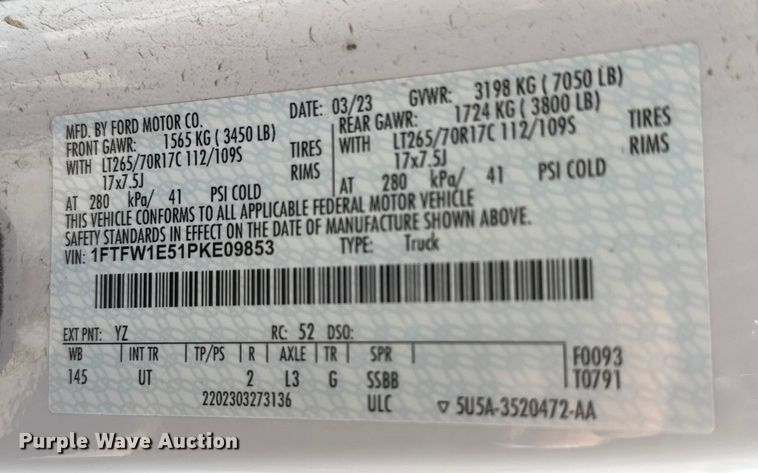 MFD. BY FORD MOTOR CO. DATE: 03/23 GVWR: 3198 KG ( 7050 LB)
FRONT GAWR: 1565 KG ( 3450 LB) REAR GAWR: 1724 KG ( 3800 LB)
WITH LT265/70R17C 112/109S TIRES WITH LT265/70R17C 112/109S TIRES
17x7.5J RIMS 17x7.5J RIMS
AT 280 kPa/ 41 PSI COLD AT 280 kPa/ 41 PSI COLD
THIS VEHICLE CONFORMS TO ALL APPLICABLE FEDERAL MOTOR VEHICLE
SAFETY STANDARDS IN EFFECT ON THE DATE OF MANUFACTURE SHOWN ABOVE.
VIN: 1FTFW1E51PKE09853 TYPE: Truck
EXT PNT: YZ RC: 52 DSO:
WB INT TR TP/PS R AXLE TR SPR F0093
145 UT 2 L3 G SSBB T0791
2202303273136 ULC ▽ 5U5A-3520472-AA
Purple Wave Auction